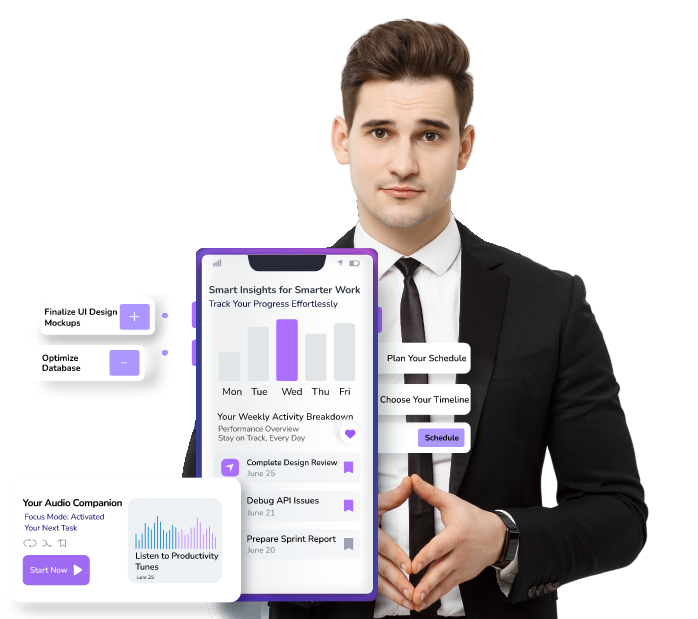 Smart Insights for Smarter Work
Track Your Progress Effortlessly
Finalize UI Design
Mockups
Optimize
Database
Mon Tue Wed Thu Fri
Plan Your Schedule
Choose Your Timeline
Schedule
Your Weekly Activity Breakdown
Performance Overview
Stay on Track, Every Day
Complete Design Review
June 25
Debug API Issues
June 21
Prepare Sprint Report
June 20
Your Audio Companion
Focus Mode: Activated
Your Next Task
Start Now
Listen to Productivity
Tunes
June 25